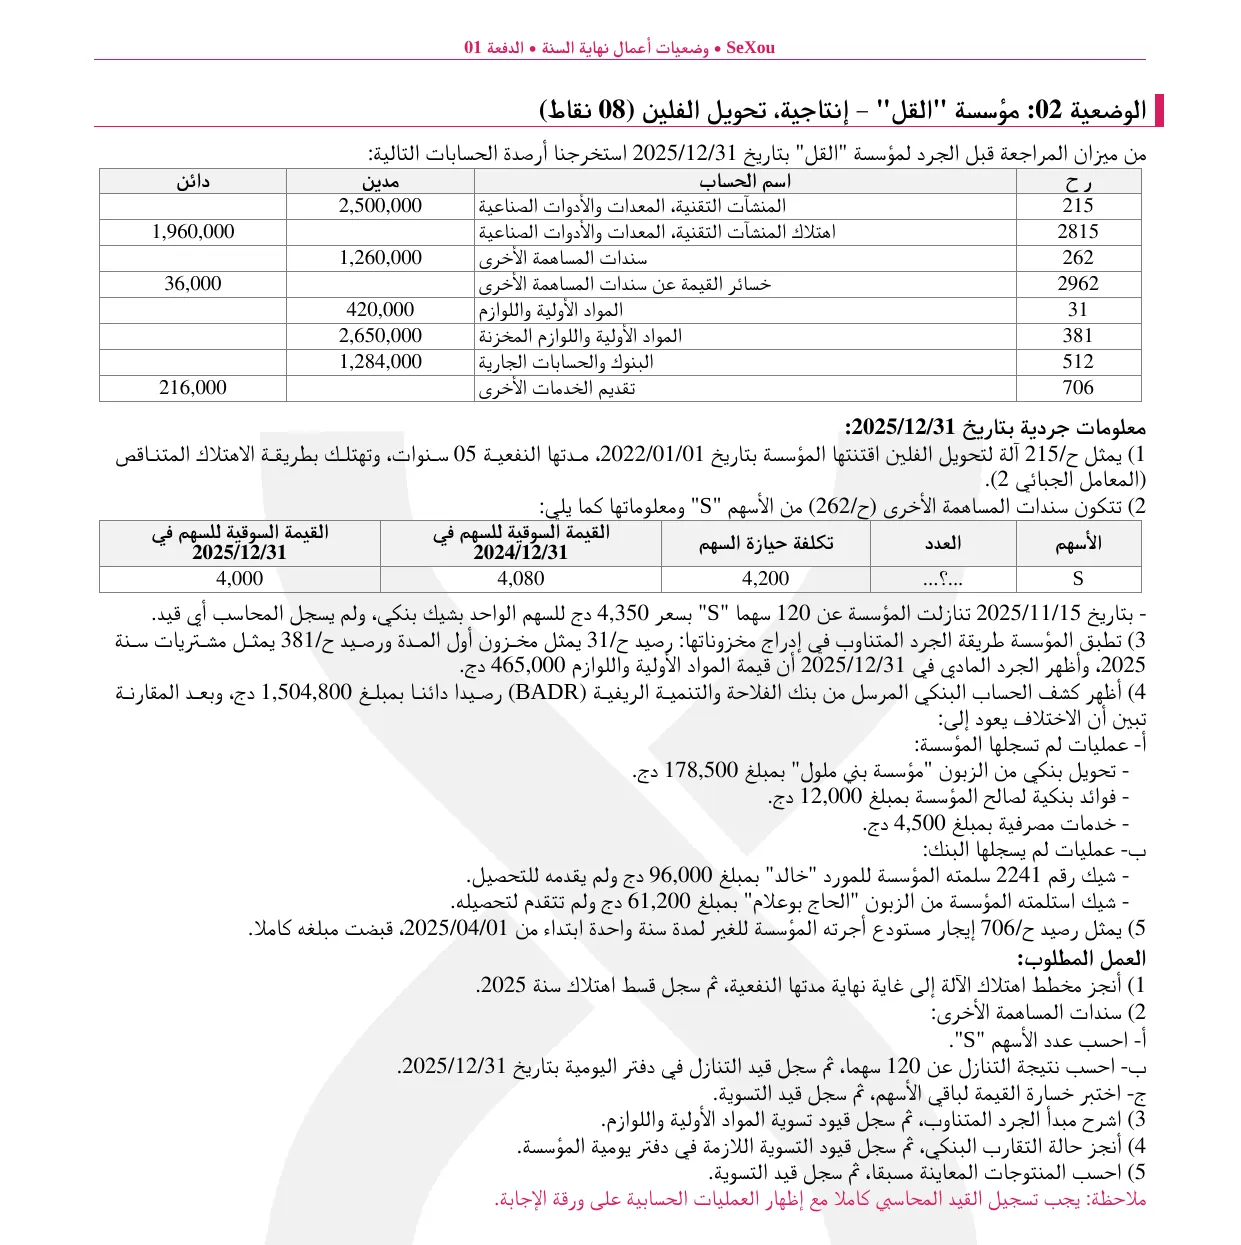 SeXou • وضعيات أعمال نهاية السنة • الدفعة 01
الوضعية 02: مؤسسة "القل" – إنتاجية، تحويل الفلين (08 نقاط)
من ميزان المراجعة قبل الجرد لمؤسسة "القل" بتاريخ 2025/12/31 استخرجنا أرصدة الحسابات التالية:
ر ح اسم الحساب مدين دائن
215 المنشآت التقنية، المعدات والأدوات الصناعية 2,500,000
2815 اهتلاك المنشآت التقنية، المعدات والأدوات الصناعية 1,960,000
262 سندات المساهمة الأخرى 1,260,000
2962 خسائر القيمة عن سندات المساهمة الأخرى 36,000
31 المواد الأولية واللوازم 420,000
381 المواد الأولية واللوازم المخزنة 2,650,000
512 البنوك والحسابات الجارية 1,284,000
706 تقديم الخدمات الأخرى 216,000
معلومات جردية بتاريخ 2025/12/31:
1) يمثل ح/215 آلة لتحويل الفلين اقتنتها المؤسسة بتاريخ 2022/01/01، مدتها النفعية 05 سنوات، وتهتلك بطريقة الاهتلاك المتناقص
(المعامل الجبائي 2).
2) تتكون سندات المساهمة الأخرى (ح/262) من الأسهم "S" ومعلوماتها كما يلي:
الأسهم العدد تكلفة حيازة السهم القيمة السوقية للسهم في 2024/12/31 القيمة السوقية للسهم في 2025/12/31
S ...؟... 4,200 4,080 4,000
- بتاريخ 2025/11/15 تنازلت المؤسسة عن 120 سهما "S" بسعر 4,350 دج للسهم الواحد بشيك بنكي، ولم يسجل المحاسب أي قيد.
3) تطبق المؤسسة طريقة الجرد المتناوب في إدراج مخزوناتها: رصيد ح/31 يمثل مخزون أول المدة ورصيد ح/381 يمثل مشتريات سنة
2025، وأظهر الجرد المادي في 2025/12/31 أن قيمة المواد الأولية واللوازم 465,000 دج.
4) أظهر كشف الحساب البنكي المرسل من بنك الفلاحة والتنمية الريفية (BADR) رصيدا دائنا بمبلغ 1,504,800 دج، وبعد المقارنة
تبين أن الاختلاف يعود إلى:
أ- عمليات لم تسجلها المؤسسة:
- تحويل بنكي من الزبون "مؤسسة بني ملول" بمبلغ 178,500 دج.
- فوائد بنكية لصالح المؤسسة بمبلغ 12,000 دج.
- خدمات مصرفية بمبلغ 4,500 دج.
ب- عمليات لم يسجلها البنك:
- شيك رقم 2241 سلمته المؤسسة للمورد "خالد" بمبلغ 96,000 دج ولم يقدمه للتحصيل.
- شيك استلمته المؤسسة من الزبون "الحاج بوعلام" بمبلغ 61,200 دج ولم تتقدم لتحصيله.
5) يمثل رصيد ح/706 إيجار مستودع أجرته المؤسسة للغير لمدة سنة واحدة ابتداء من 2025/04/01، قبضت مبلغه كاملا.
العمل المطلوب:
1) أنجز مخطط اهتلاك الآلة إلى غاية نهاية مدتها النفعية، ثم سجل قسط اهتلاك سنة 2025.
2) سندات المساهمة الأخرى:
أ- احسب عدد الأسهم "S".
ب- احسب نتيجة التنازل عن 120 سهما، ثم سجل قيد التنازل في دفتر اليومية بتاريخ 2025/12/31.
ج- اختبر خسارة القيمة لباقي الأسهم، ثم سجل قيد التسوية.
3) اشرح مبدأ الجرد المتناوب، ثم سجل قيود تسوية المواد الأولية واللوازم.
4) أنجز حالة التقارب البنكي، ثم سجل قيود التسوية اللازمة في دفتر يومية المؤسسة.
5) احسب المنتوجات المعاينة مسبقا، ثم سجل قيد التسوية.
ملاحظة: يجب تسجيل القيد المحاسبي كاملا مع إظهار العمليات الحسابية على ورقة الإجابة.